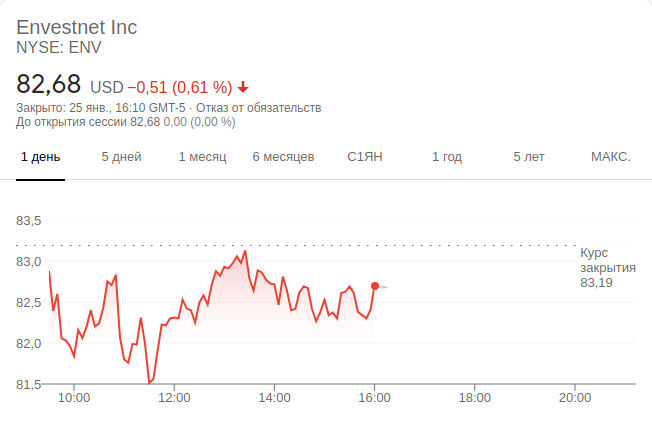 Envestnet Inc
NYSE: ENV
82,68 USD −0,51 (0,61 %)
Закрыто: 25 янв., 16:10 GMT-5 · Отказ от обязательств
До открытия сессии 82,68 0,00 (0,00 %)
1 день 5 дней 1 месяц 6 месяцев С1ЯН 1 год 5 лет МАКС.
83,5
83,0
82,5
82,0
81,5
Курс
закрытия
83,19
10:00 12:00 14:00 16:00 18:00 20:00